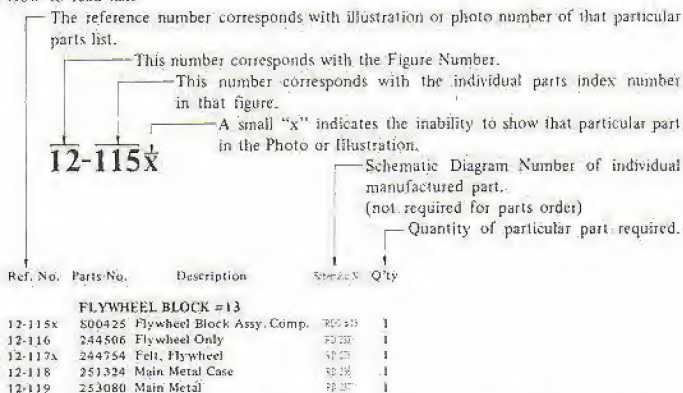 The reference number corresponds with illustration or photo number of that particular
parts list.
This number corresponds with the Figure Number.
This number corresponds with the individual parts index number
in that figure.
A small "x" indicates the inability to show that particular part
in the Photo or Illustration.
12-115x
Schematic Diagram Number of individual
manufactured part.
(not required for parts order)
Quantity of particular part required.
Ref. No. Parts No. Description Q'ty
FLYWHEEL BLOCK #13
12-115x 800425 Flywheel Block Assy. Comp. 1
12-116 244506 Flywheel Only 1
12-117x 244754 Felt, Flywheel 1
12-118 251324 Main Metal Case 1
12-119 253080 Main Metal 1